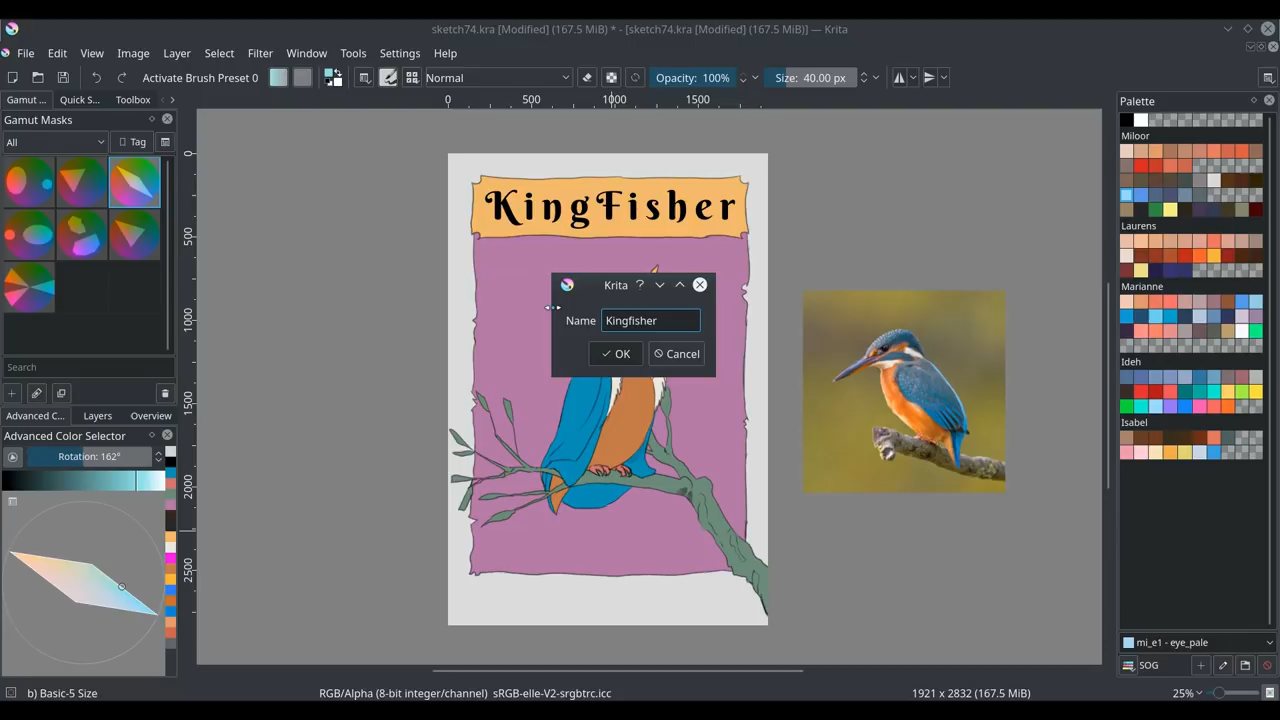 sketch74.kra [Modified] (167.5 MiB) * - [sketch74.kra [Modified] (167.5 MiB)] — Krita
File Edit View Image Layer Select Filter Window Tools Settings Help
Activate Brush Preset 0 Normal Opacity: 100% Size: 40.00 px
Gamut ... Quick S... Toolbox
0 500 1000 1500
Palette
Gamut Masks
All Tag
Miloor
Laurens
Marianne
Ideh
Isabel
0
500
1000
1500
2000
2500
KingFisher
Krita ?
Name Kingfisher
OK Cancel
Search
Advanced C... Layers Overview
Advanced Color Selector
Rotation: 162°
mi_e1 - eye_pale
SOG
b) Basic-5 Size RGB/Alpha (8-bit integer/channel) sRGB-elle-V2-srgbtrc.icc 1921 x 2832 (167.5 MiB) 25%